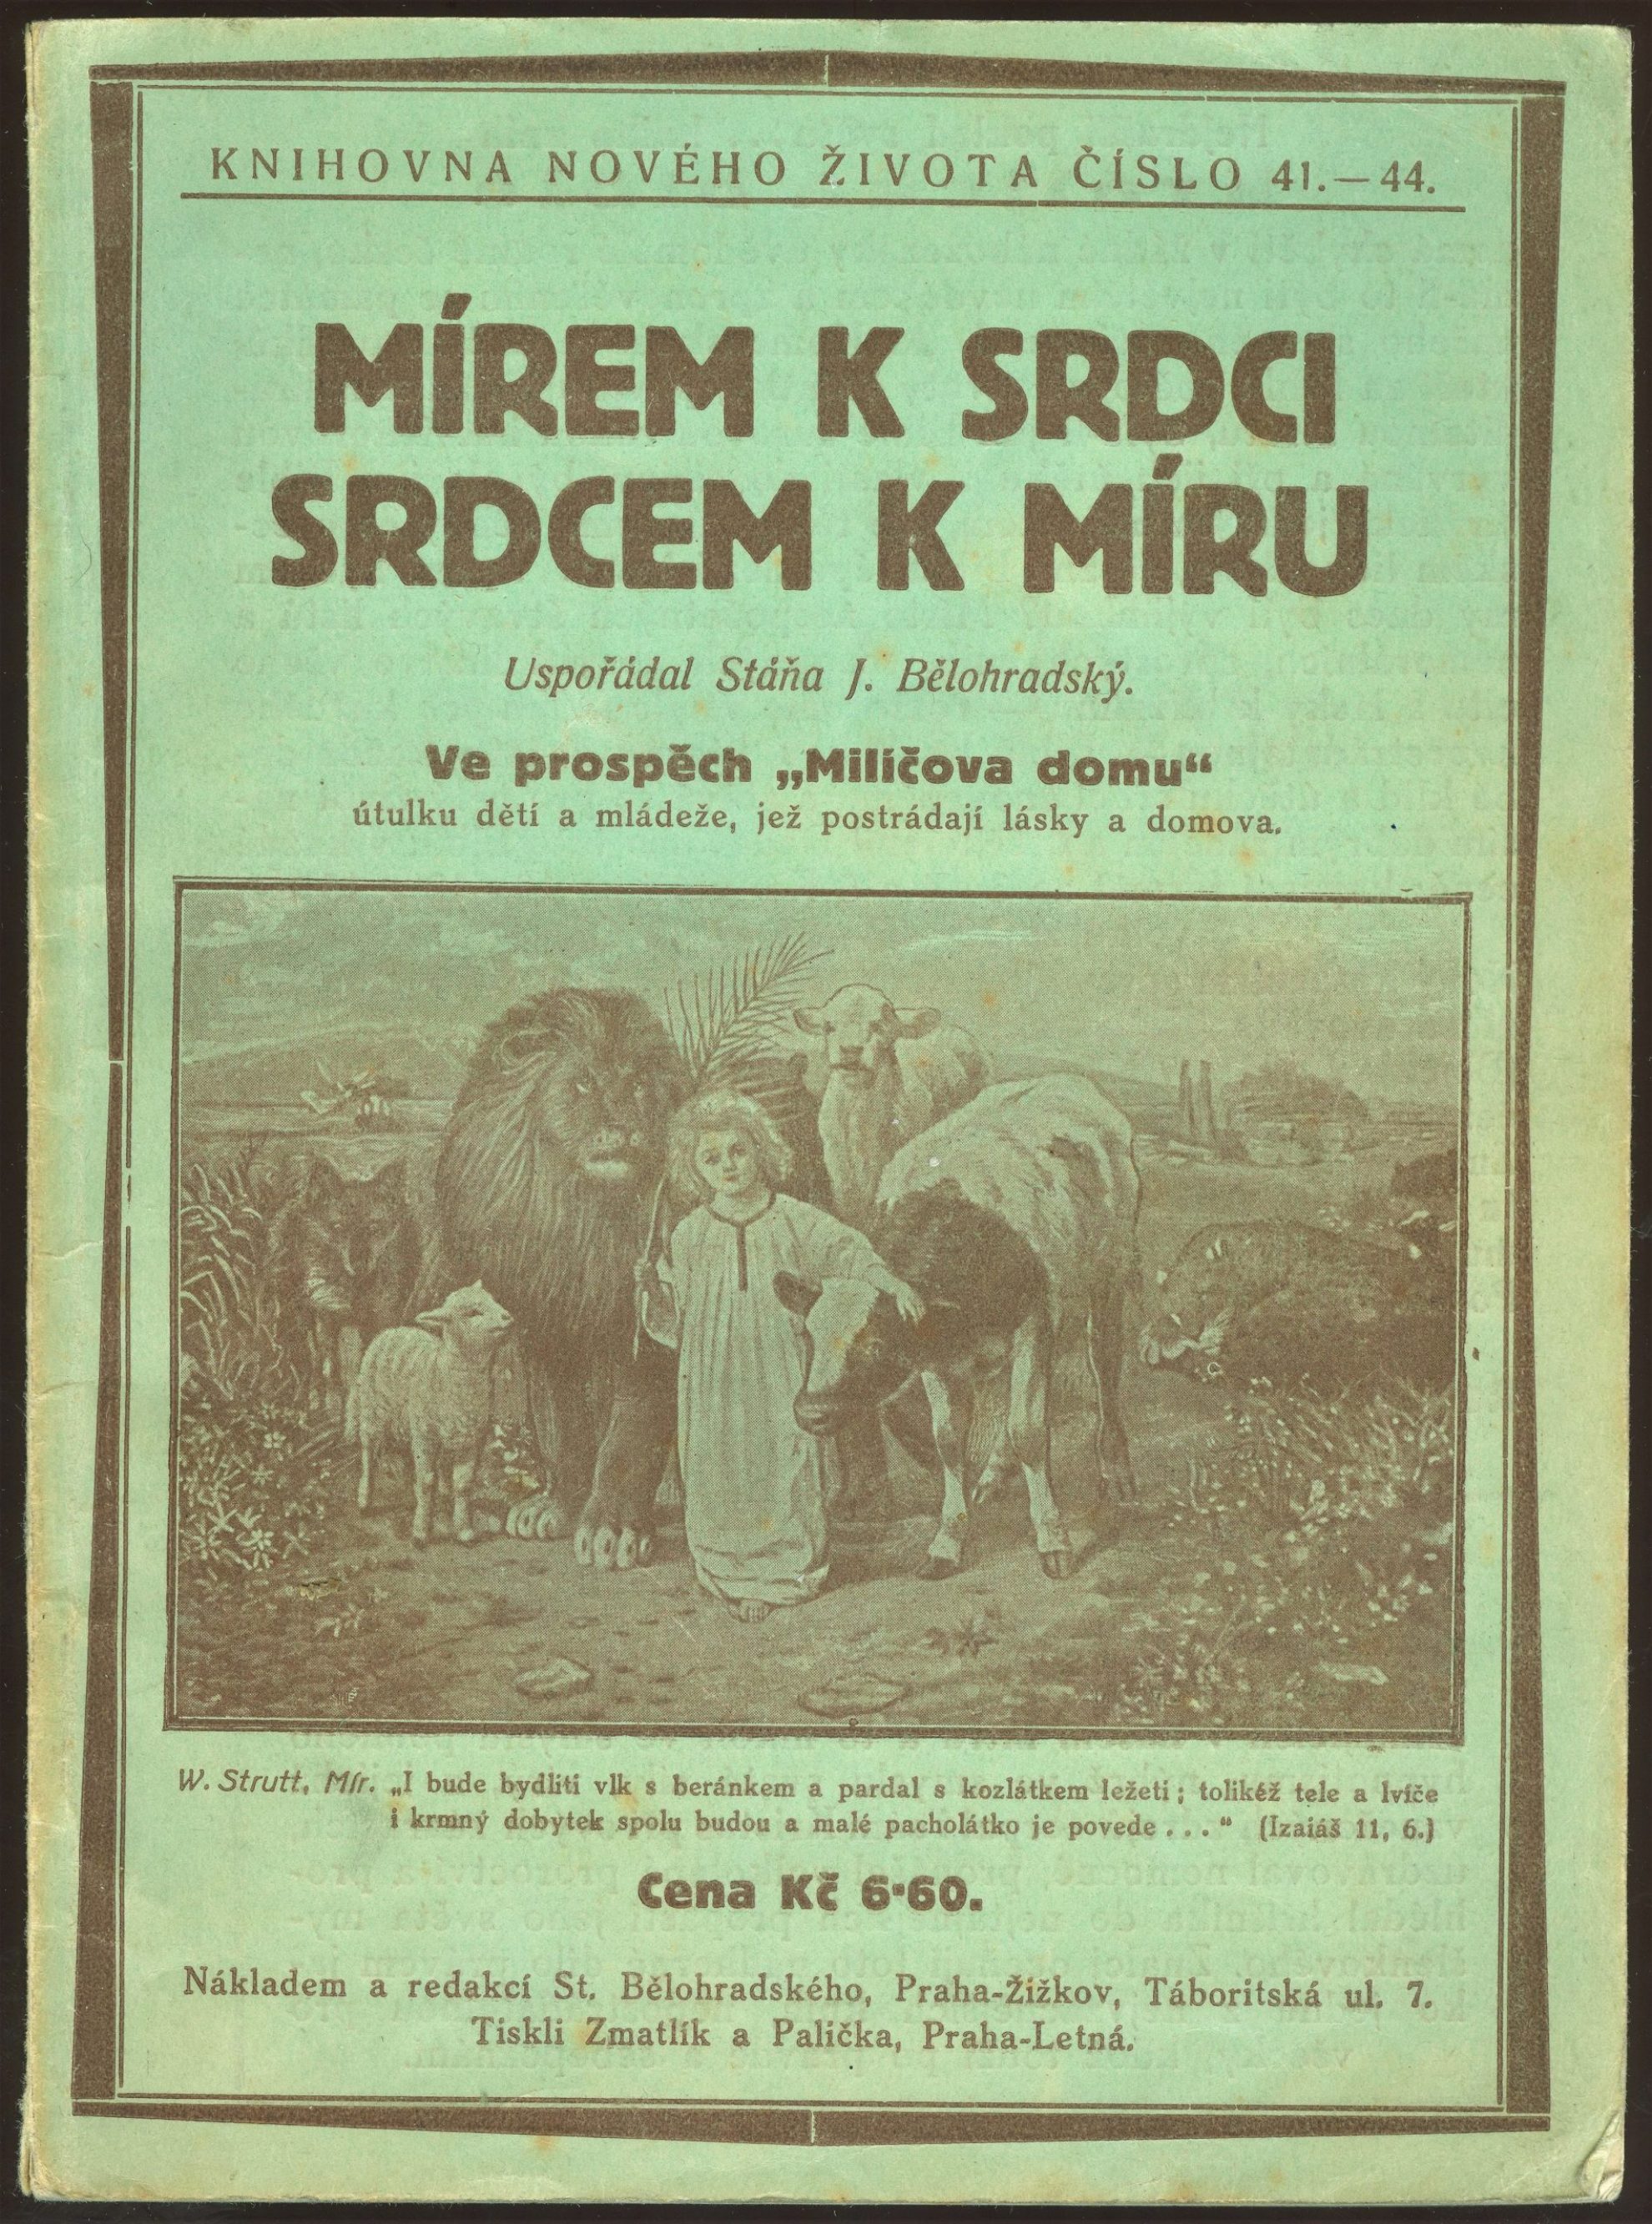 KNIHOVNA NOVÉHO ŽIVOTA ČÍSLO 41.—44.
MÍREM K SRDCI
SRDCEM K MÍRU
Uspořádal Stáňa J. Bělohradský.
Ve prospěch „Milíčova domu“
útulku dětí a mládeže, jež postrádají lásky a domova.
W. Strutt, Mír. „I bude bydliti vlk s beránkem a pardal s kozlátkem ležeti; tolikéž tele a lvíče
i krmný dobytek spolu budou a malé pacholátko je povede . . . “ (Izaiáš 11, 6.)
Cena Kč 6·60.
Nákladem a redakcí St. Bělohradského, Praha-Žižkov, Táboritská ul. 7.
Tiskli Zmatlík a Palička, Praha-Letná.